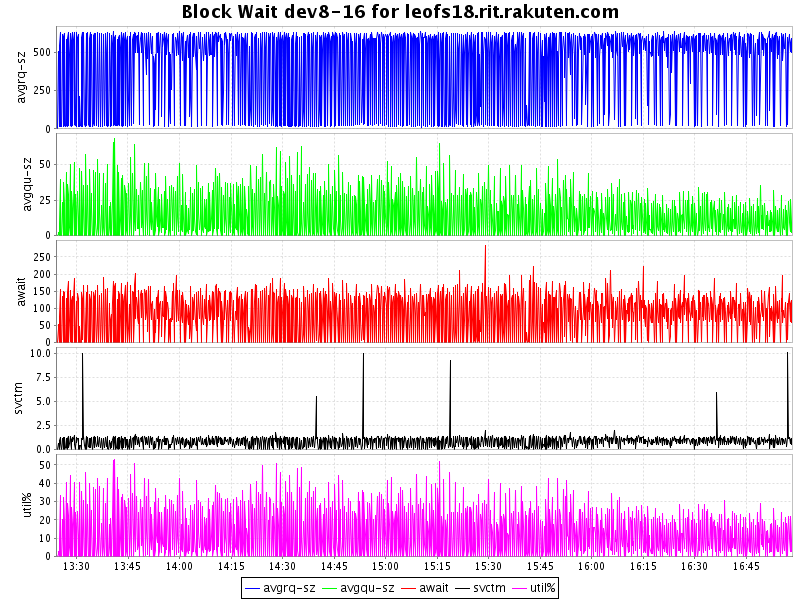 Block Wait dev8-16 for leofs18.rit.rakuten.com
avgrq-sz
500
250
0
avgqu-sz
50
25
0
await
250
200
150
100
50
0
svctm
10.0
7.5
5.0
2.5
0.0
util%
50
40
30
20
10
0
13:30 13:45 14:00 14:15 14:30 14:45 15:00 15:15 15:30 15:45 16:00 16:15 16:30 16:45
avgrq-sz avgqu-sz await svctm util%